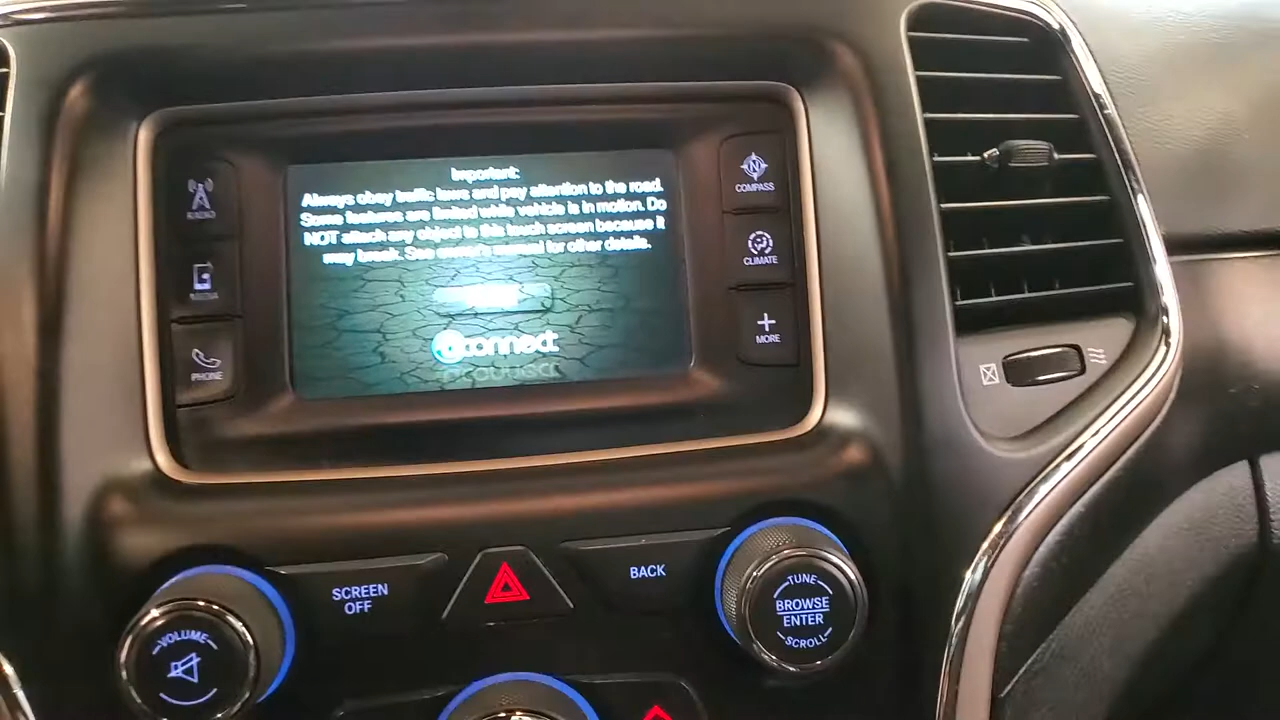 Important:
Always obey traffic laws and pay attention to the road.
Some features are limited while vehicle is in motion. Do
NOT attach any object to this touch screen because it
may break. See owner's manual for other details.
uconnect
RADIO
MEDIA
PHONE
N
COMPASS
CLIMATE
MORE
SCREEN
OFF
BACK
VOLUME
TUNE
BROWSE
ENTER
SCROLL